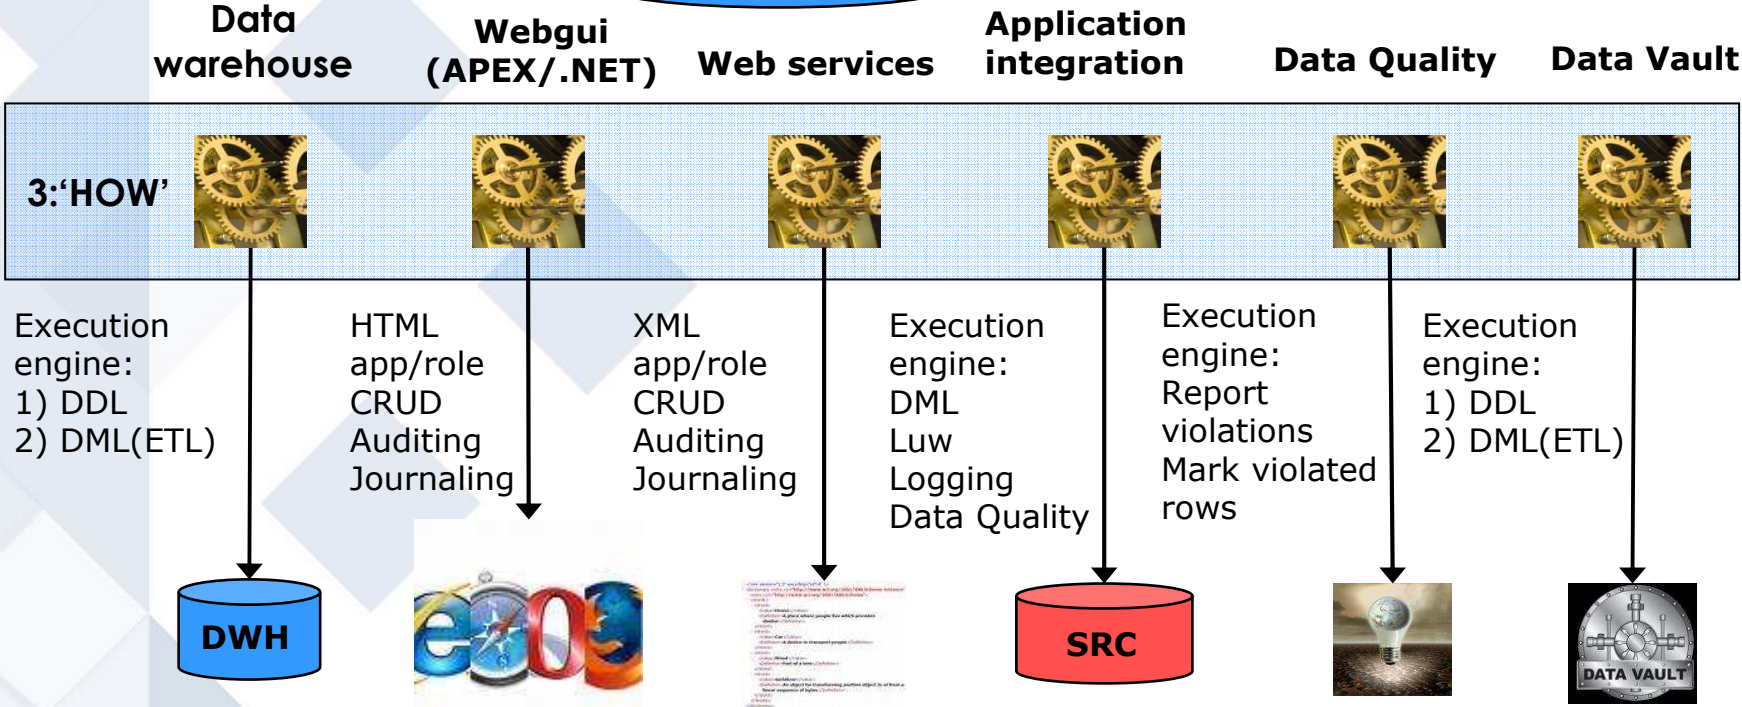 Data
warehouse
Webgui
(APEX/.NET)
Web services
Application
integration
Data Quality
Data Vault
3:‘HOW’
Execution
engine:
1) DDL
2) DML(ETL)
HTML
app/role
CRUD
Auditing
Journaling
XML
app/role
CRUD
Auditing
Journaling
Execution
engine:
DML
Luw
Logging
Data Quality
Execution
engine:
Report
violations
Mark violated
rows
Execution
engine:
1) DDL
2) DML(ETL)
DWH
SRC
DATA VAULT